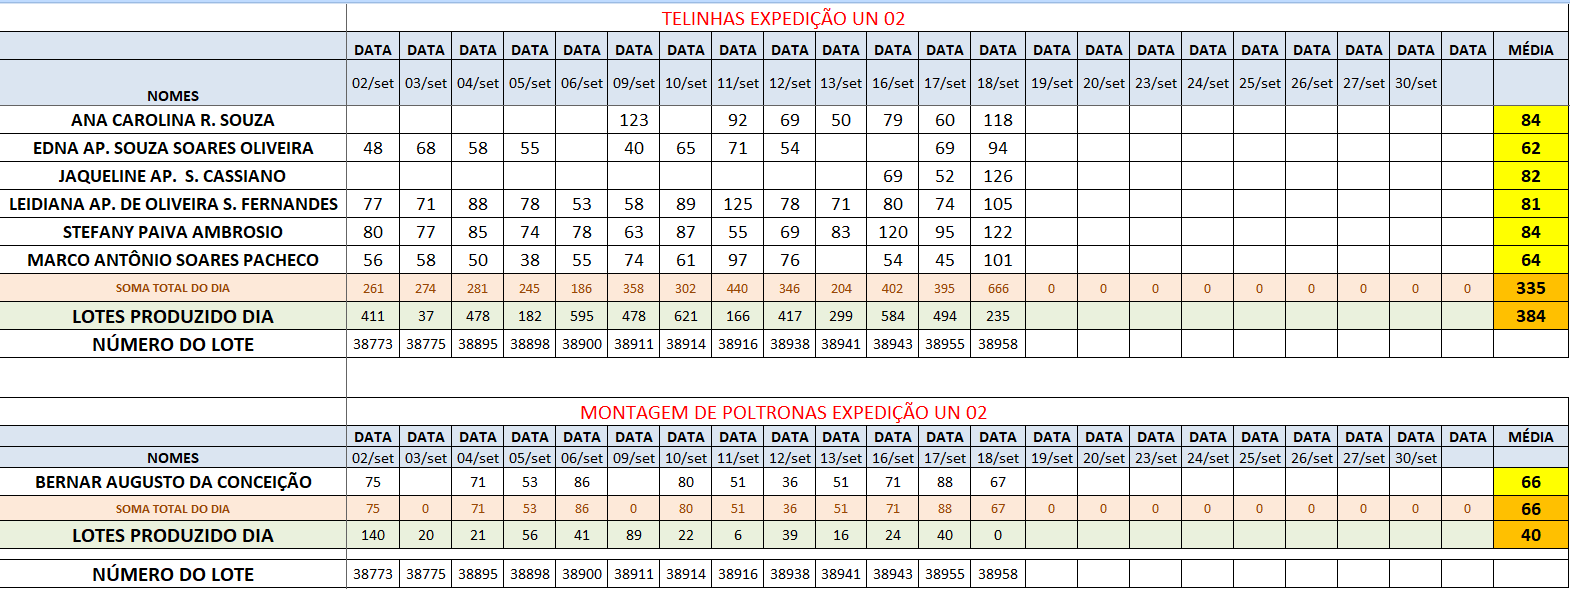 TELINHAS EXPEDIÇÃO UN 02
DATA DATA DATA DATA DATA DATA DATA DATA DATA DATA DATA DATA DATA DATA DATA DATA DATA DATA DATA DATA DATA DATA MÉDIA
NOMES 02/set 03/set 04/set 05/set 06/set 09/set 10/set 11/set 12/set 13/set 16/set 17/set 18/set 19/set 20/set 23/set 24/set 25/set 26/set 27/set 30/set
ANA CAROLINA R. SOUZA 123 92 69 50 79 60 118 84
EDNA AP. SOUZA SOARES OLIVEIRA 48 68 58 55 40 65 71 54 69 94 62
JAQUELINE AP. S. CASSIANO 69 52 126 82
LEIDIANA AP. DE OLIVEIRA S. FERNANDES 77 71 88 78 53 58 89 125 78 71 80 74 105 81
STEFANY PAIVA AMBROSIO 80 77 85 74 78 63 87 55 69 83 120 95 122 84
MARCO ANTÔNIO SOARES PACHECO 56 58 50 38 55 74 61 97 76 54 45 101 64
SOMA TOTAL DO DIA 261 274 281 245 186 358 302 440 346 204 402 395 666 0 0 0 0 0 0 0 0 0 335
LOTES PRODUZIDO DIA 411 37 478 182 595 478 621 166 417 299 584 494 235 384
NÚMERO DO LOTE 38773 38775 38895 38898 38900 38911 38914 38916 38938 38941 38943 38955 38958
MONTAGEM DE POLTRONAS EXPEDIÇÃO UN 02
DATA DATA DATA DATA DATA DATA DATA DATA DATA DATA DATA DATA DATA DATA DATA DATA DATA DATA DATA DATA DATA DATA MÉDIA
NOMES 02/set 03/set 04/set 05/set 06/set 09/set 10/set 11/set 12/set 13/set 16/set 17/set 18/set 19/set 20/set 23/set 24/set 25/set 26/set 27/set 30/set
BERNAR AUGUSTO DA CONCEIÇÃO 75 71 53 86 80 51 36 51 71 88 67 66
SOMA TOTAL DO DIA 75 0 71 53 86 0 80 51 36 51 71 88 67 0 0 0 0 0 0 0 0 0 66
LOTES PRODUZIDO DIA 140 20 21 56 41 89 22 6 39 16 24 40 0 40
NÚMERO DO LOTE 38773 38775 38895 38898 38900 38911 38914 38916 38938 38941 38943 38955 38958